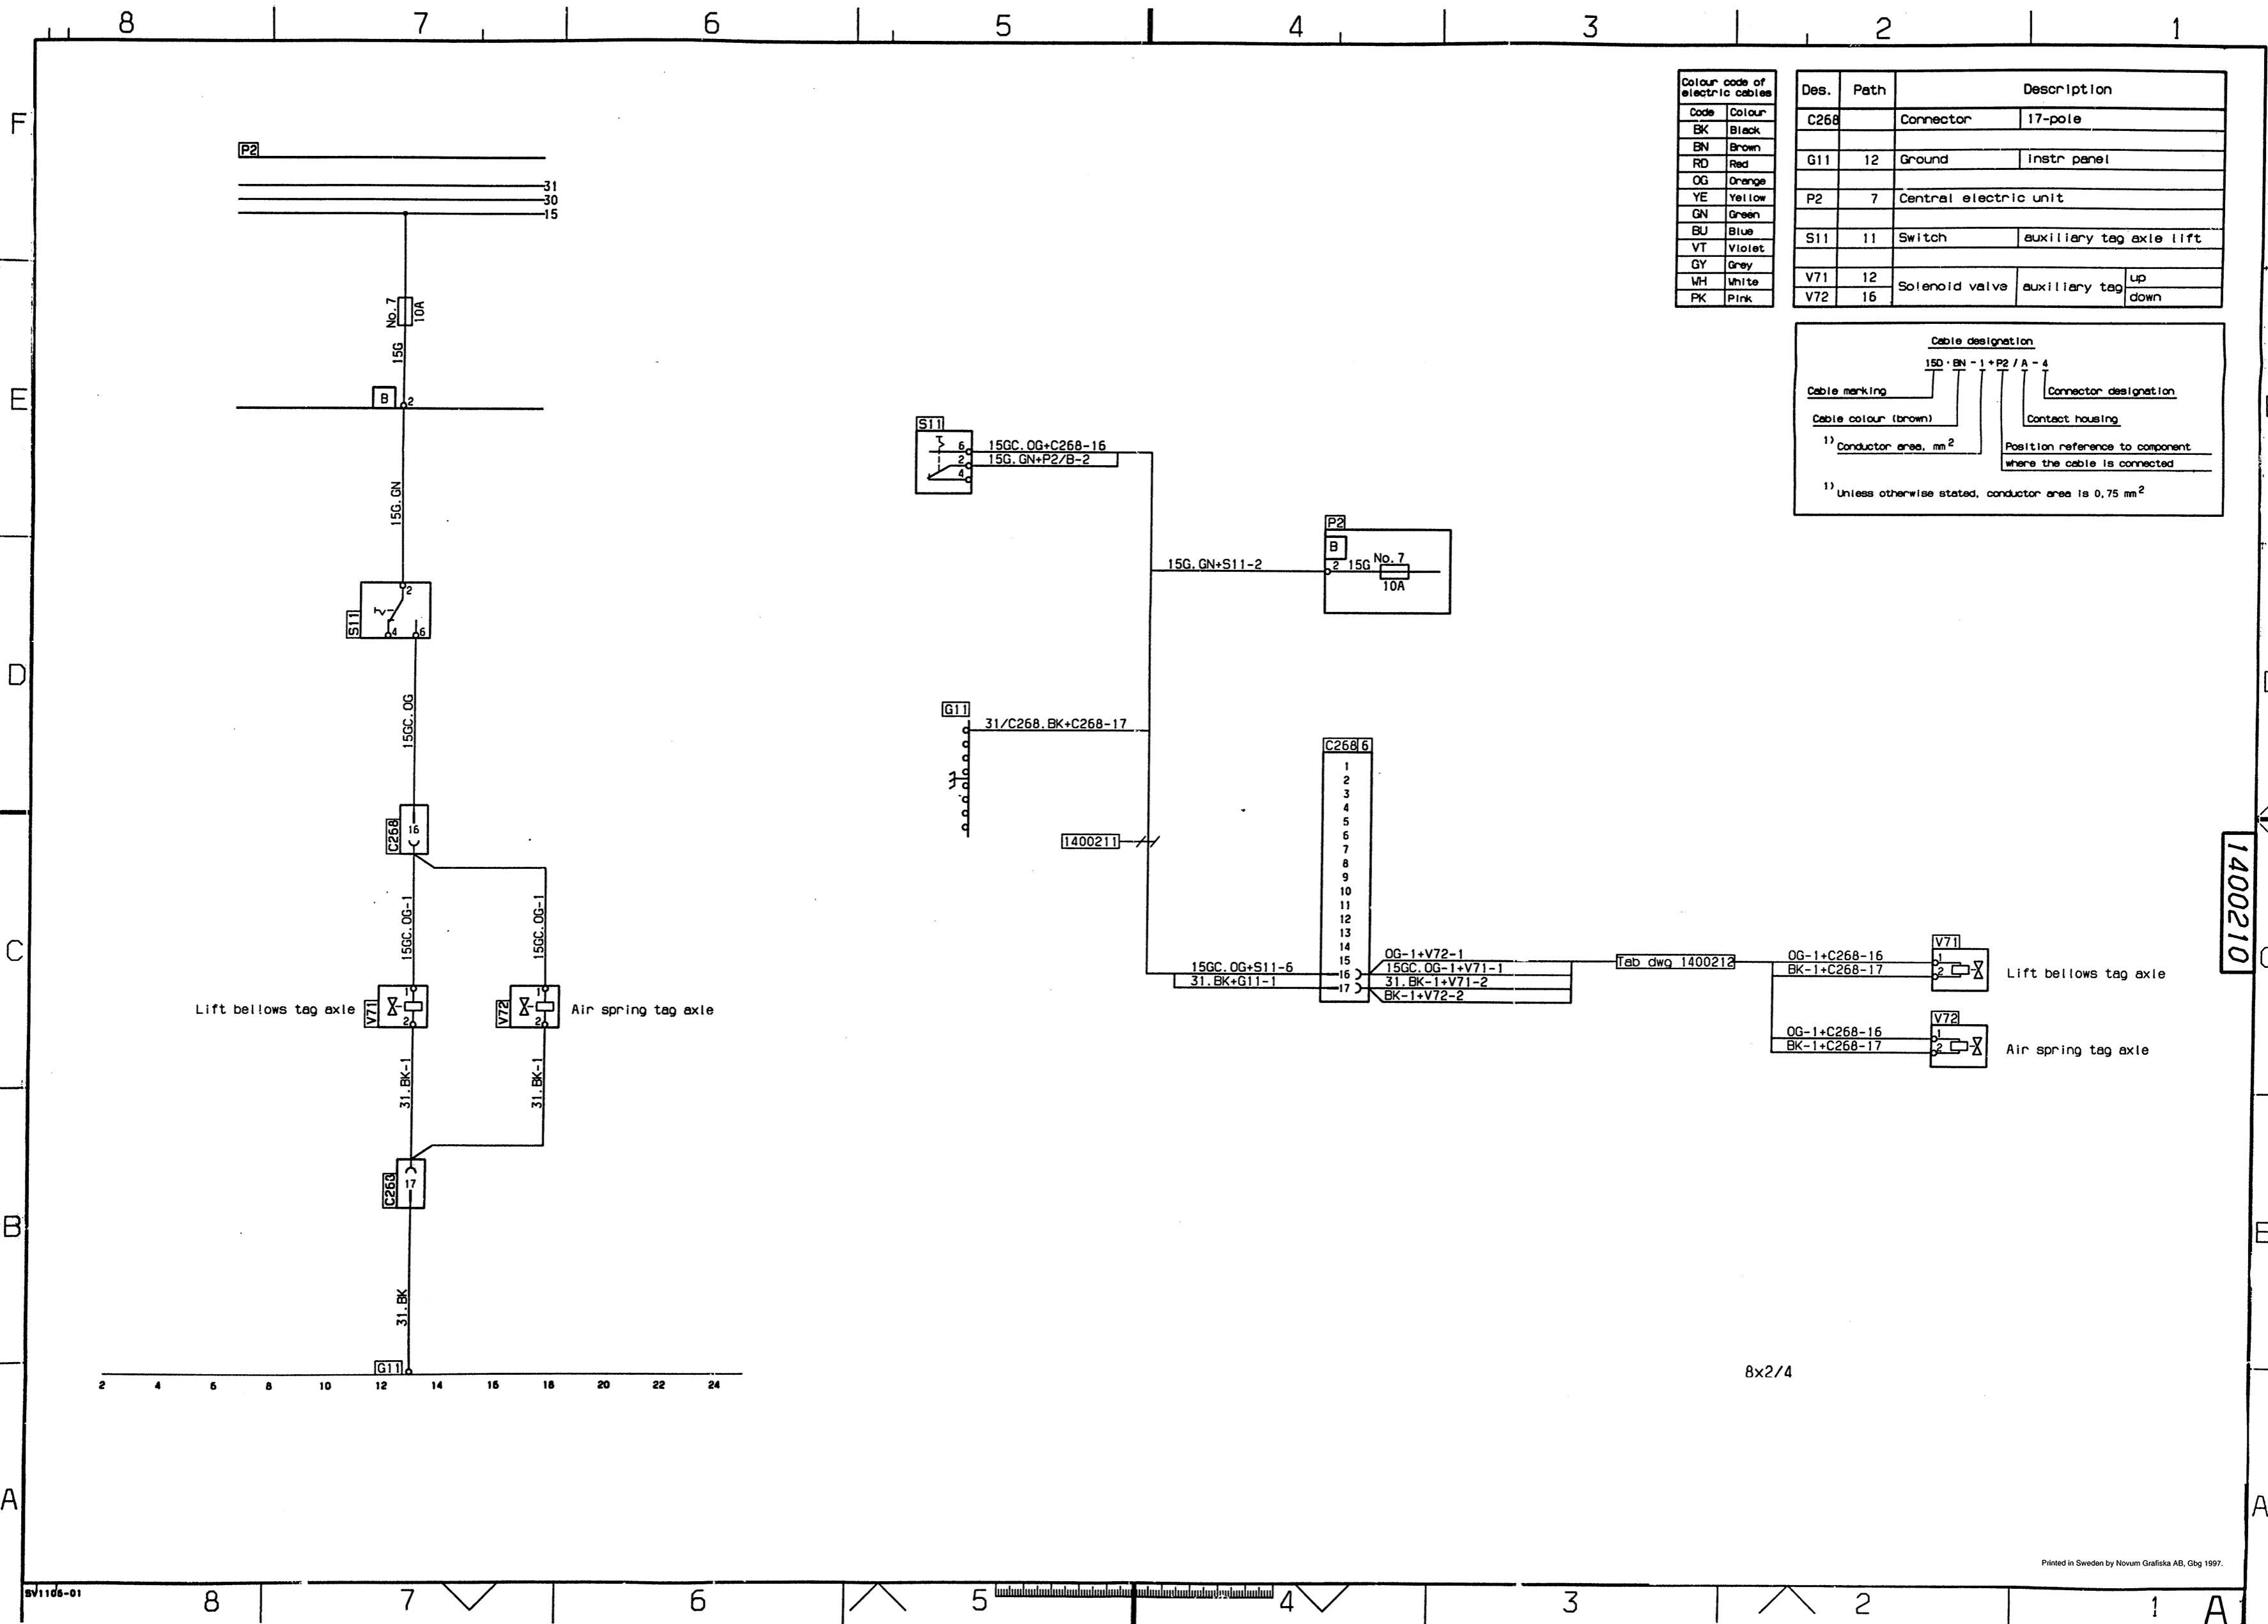 8 7 6 5 4 3 2 1
F
E
D
C
B
A
P2
31
30
15
No. 7
10A
15G
B 2
15G.GN
S11
2
4 6
15GC.OG
C268
16
15GC.OG-1
15GC.OG-1
Lift bellows tag axle
V71
1
2
V72
1
2
Air spring tag axle
31.BK-1
31.BK-1
17
31.BK
G11
2 4 6 8 10 12 14 16 18 20 22 24
S11
6 15GC.OG+C268-16
2 15G.GN+P2/B-2
4
P2
B
15G.GN+S11-2
2 15G No. 7
10A
G11
31/C268.BK+C268-17
1400211
C268 6
1
2
3
4
5
6
7
8
9
10
11
12
13
14
15
16
17
15GC.OG+S11-6
31.BK+G11-1
OG-1+V72-1
15GC.OG-1+V71-1
31.BK-1+V71-2
BK-1+V72-2
Tab dwg 1400212
OG-1+C268-16
BK-1+C268-17
V71
1
2
Lift bellows tag axle
OG-1+C268-16
BK-1+C268-17
V72
1
2
Air spring tag axle
Colour code of
electric cables
Code Colour
BK Black
BN Brown
RD Red
OG Orange
YE Yellow
GN Green
BU Blue
VT Violet
GY Grey
WH White
PK Pink
Des. Path Description
C268 Connector 17-pole
G11 12 Ground instr panel
P2 7 Central electric unit
S11 11 Switch auxiliary tag axle lift
V71 12 Solenoid valve auxiliary tag up
V72 16 down
Cable designation
15D · BN - 1 + P2 / A - 4
Cable marking
Connector designation
Cable colour (brown)
Contact housing
1) Conductor area, mm2
Position reference to component
where the cable is connected
1) Unless otherwise stated, conductor area is 0,75 mm2
1400210
8x2/4
Printed in Sweden by Novum Grafiska AB, Gbg 1997.
SV1106-01
8 7 6 5 4 3 2 1
A